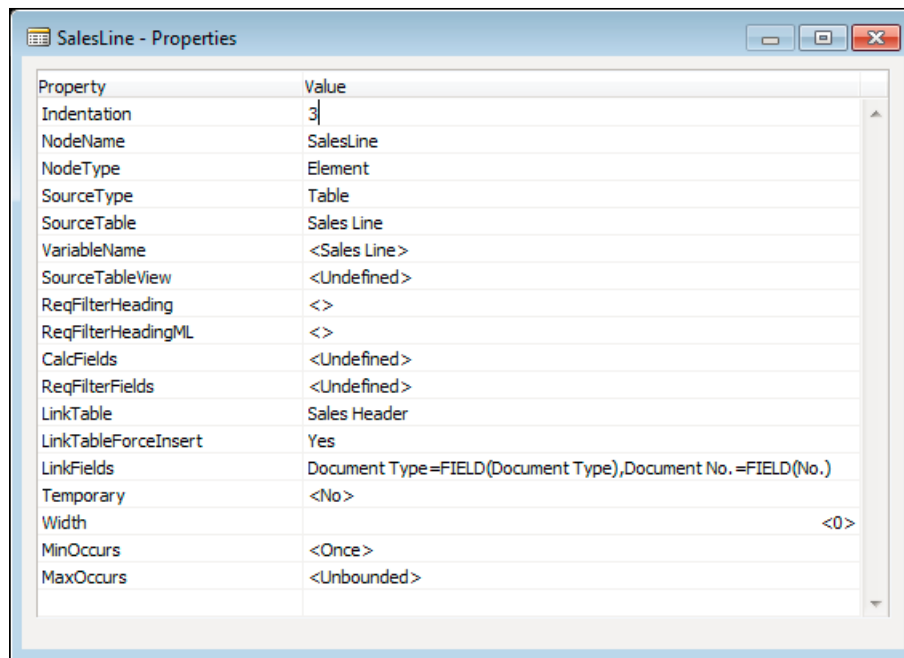 SalesLine - Properties
Property Value
Indentation 3
NodeName SalesLine
NodeType Element
SourceType Table
SourceTable Sales Line
VariableName <Sales Line>
SourceTableView <Undefined>
ReqFilterHeading <>
ReqFilterHeadingML <>
CalcFields <Undefined>
ReqFilterFields <Undefined>
LinkTable Sales Header
LinkTableForceInsert Yes
LinkFields Document Type=FIELD(Document Type),Document No.=FIELD(No.)
Temporary <No>
Width <0>
MinOccurs <Once>
MaxOccurs <Unbounded>